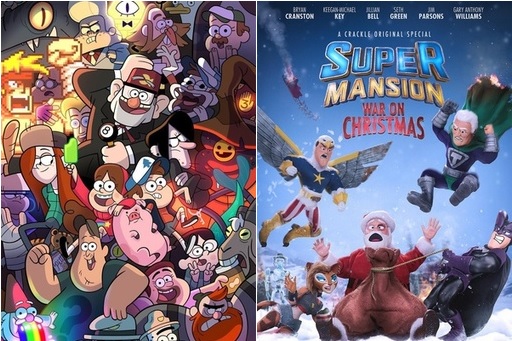 BRYAN CRANSTON
KEEGAN-MICHAEL KEY
JILLIAN BELL
SETH GREEN
JIM PARSONS
GARY ANTHONY WILLIAMS
A CRACKLE ORIGINAL SPECIAL
SUPER
MANSION
WAR ON
CHRISTMAS
T
8